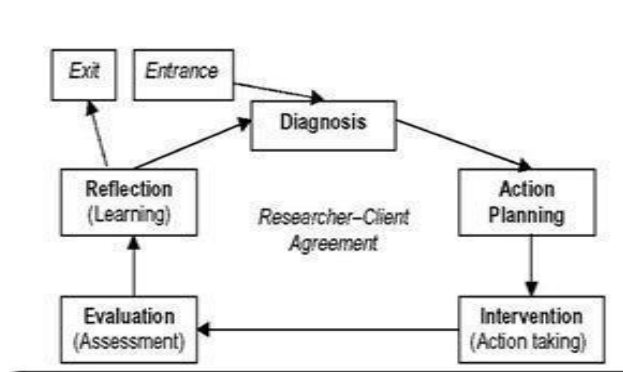 Exit
Entrance
Diagnosis
Reflection
(Learning)
Researcher–Client
Agreement
Action
Planning
Evaluation
(Assessment)
Intervention
(Action taking)